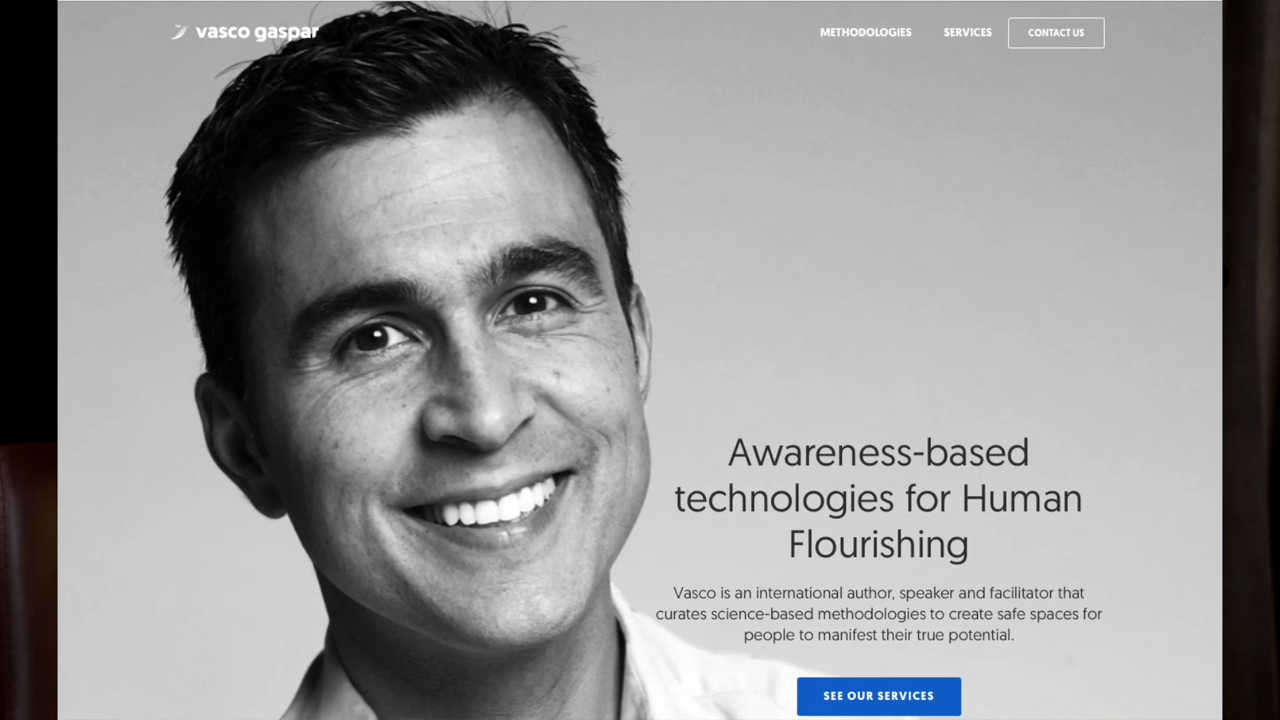 vasco gaspar
METHODOLOGIES
SERVICES
CONTACT US
Awareness-based
technologies for Human
Flourishing
Vasco is an international author, speaker and facilitator that
curates science-based methodologies to create safe spaces for
people to manifest their true potential.
SEE OUR SERVICES